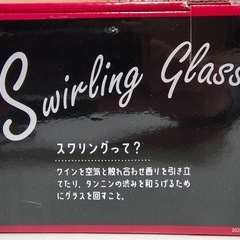 Swirling Glass
スワリングって？
ワインを空気と触れ合わせ香りを引き立
てたり、タンニンの渋みを和らげるため
にグラスを回すこと。